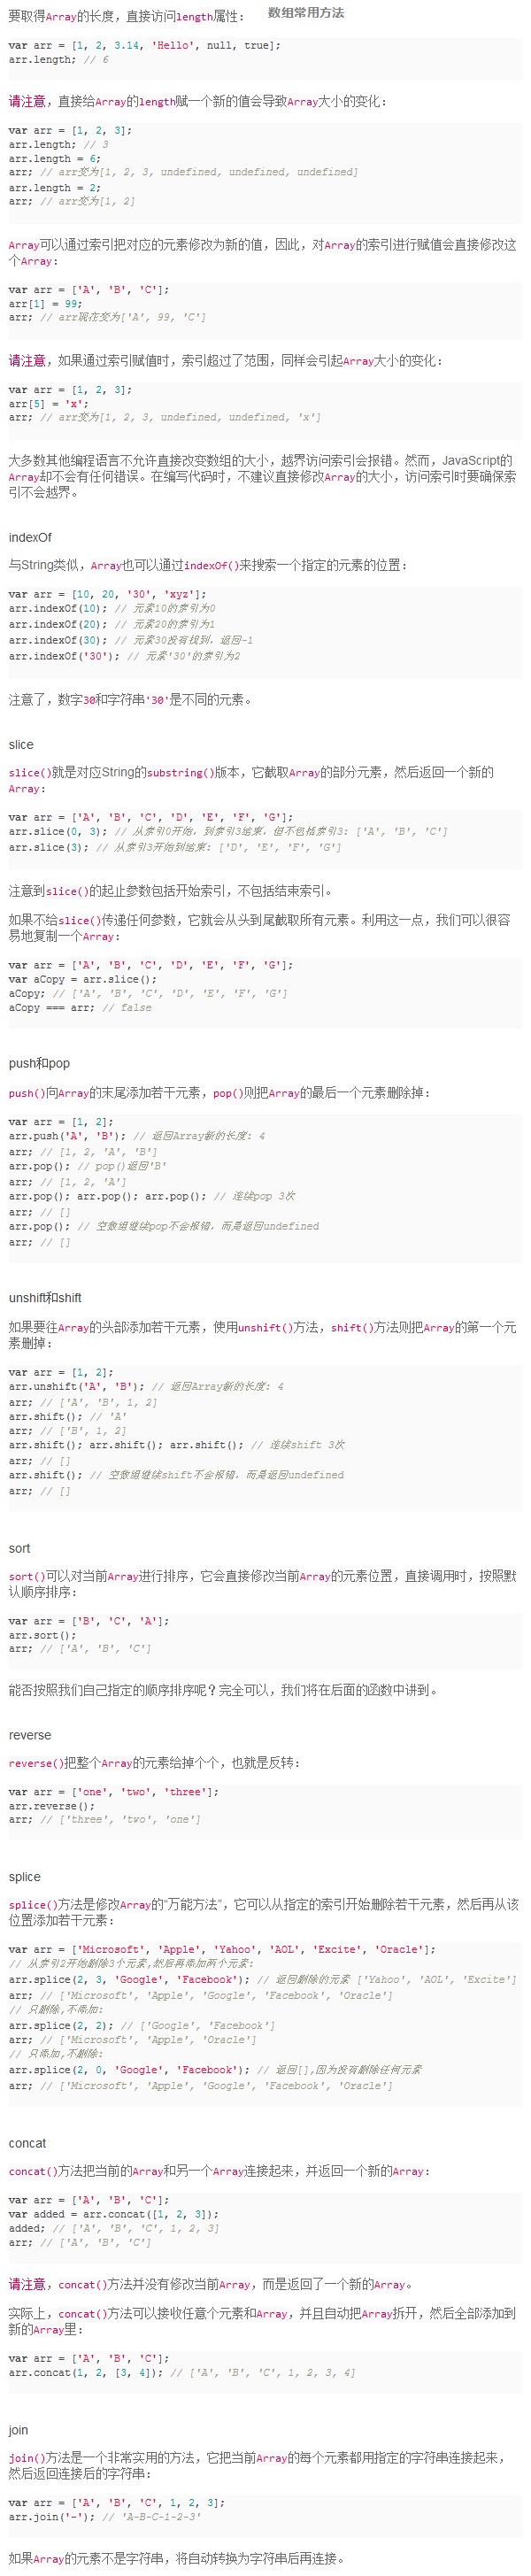 要取得Array的长度，直接访问length属性：
数组常用方法
var arr = [1, 2, 3.14, 'Hello', null, true];
arr.length; // 6
请注意，直接给Array的length赋一个新的值会导致Array大小的变化：
var arr = [1, 2, 3];
arr.length; // 3
arr.length = 6;
arr; // arr变为[1, 2, 3, undefined, undefined, undefined]
arr.length = 2;
arr; // arr变为[1, 2]
Array可以通过索引把对应的元素修改为新的值，因此，对Array的索引进行赋值会直接修改这
个Array：
var arr = ['A', 'B', 'C'];
arr[1] = 99;
arr; // arr现在变为['A', 99, 'C']
请注意，如果通过索引赋值时，索引超过了范围，同样会引起Array大小的变化：
var arr = [1, 2, 3];
arr[5] = 'x';
arr; // arr变为[1, 2, 3, undefined, undefined, 'x']
大多数其他编程语言不允许直接改变数组的大小，越界访问索引会报错。然而，JavaScript的
Array却不会有任何错误。在编写代码时，不建议直接修改Array的大小，访问索引时要确保索
引不会越界。
indexOf
与String类似，Array也可以通过indexOf()来搜索一个指定的元素的位置：
var arr = [10, 20, '30', 'xyz'];
arr.indexOf(10); // 元素10的索引为0
arr.indexOf(20); // 元素20的索引为1
arr.indexOf(30); // 元素30没有找到，返回-1
arr.indexOf('30'); // 元素'30'的索引为2
注意了，数字30和字符串'30'是不同的元素。
slice
slice()就是对应String的substring()版本，它截取Array的部分元素，然后返回一个新的
Array：
var arr = ['A', 'B', 'C', 'D', 'E', 'F', 'G'];
arr.slice(0, 3); // 从索引0开始，到索引3结束，但不包括索引3: ['A', 'B', 'C']
arr.slice(3); // 从索引3开始到结束: ['D', 'E', 'F', 'G']
注意到slice()的起止参数包括开始索引，不包括结束索引。
如果不给slice()传递任何参数，它就会从头到尾截取所有元素。利用这一点，我们可以很容
易地复制一个Array：
var arr = ['A', 'B', 'C', 'D', 'E', 'F', 'G'];
var aCopy = arr.slice();
aCopy; // ['A', 'B', 'C', 'D', 'E', 'F', 'G']
aCopy === arr; // false
push和pop
push()向Array的末尾添加若干元素，pop()则把Array的最后一个元素删除掉：
var arr = [1, 2];
arr.push('A', 'B'); // 返回Array新的长度: 4
arr; // [1, 2, 'A', 'B']
arr.pop(); // pop()返回'B'
arr; // [1, 2, 'A']
arr.pop(); arr.pop(); arr.pop(); // 连续pop 3次
arr; // []
arr.pop(); // 空数组继续pop不会报错，而是返回undefined
arr; // []
unshift和shift
如果要往Array的头部添加若干元素，使用unshift()方法，shift()方法则把Array的第一个元
素删掉：
var arr = [1, 2];
arr.unshift('A', 'B'); // 返回Array新的长度: 4
arr; // ['A', 'B', 1, 2]
arr.shift(); // 'A'
arr; // ['B', 1, 2]
arr.shift(); arr.shift(); arr.shift(); // 连续shift 3次
arr; // []
arr.shift(); // 空数组继续shift不会报错，而是返回undefined
arr; // []
sort
sort()可以对当前Array进行排序，它会直接修改当前Array的元素位置，直接调用时，按照默
认顺序排序：
var arr = ['B', 'C', 'A'];
arr.sort();
arr; // ['A', 'B', 'C']
能否按照我们自己指定的顺序排序呢？完全可以，我们将在后面的函数中讲到。
reverse
reverse()把整个Array的元素给掉个个，也就是反转：
var arr = ['one', 'two', 'three'];
arr.reverse();
arr; // ['three', 'two', 'one']
splice
splice()方法是修改Array的“万能方法”，它可以从指定的索引开始删除若干元素，然后再从该
位置添加若干元素：
var arr = ['Microsoft', 'Apple', 'Yahoo', 'AOL', 'Excite', 'Oracle'];
// 从索引2开始删除3个元素,然后再添加两个元素:
arr.splice(2, 3, 'Google', 'Facebook'); // 返回删除的元素 ['Yahoo', 'AOL', 'Excite']
arr; // ['Microsoft', 'Apple', 'Google', 'Facebook', 'Oracle']
// 只删除,不添加:
arr.splice(2, 2); // ['Google', 'Facebook']
arr; // ['Microsoft', 'Apple', 'Oracle']
// 只添加,不删除:
arr.splice(2, 0, 'Google', 'Facebook'); // 返回[],因为没有删除任何元素
arr; // ['Microsoft', 'Apple', 'Google', 'Facebook', 'Oracle']
concat
concat()方法把当前的Array和另一个Array连接起来，并返回一个新的Array：
var arr = ['A', 'B', 'C'];
var added = arr.concat([1, 2, 3]);
added; // ['A', 'B', 'C', 1, 2, 3]
arr; // ['A', 'B', 'C']
请注意，concat()方法并没有修改当前Array，而是返回了一个新的Array。
实际上，concat()方法可以接收任意个元素和Array，并且自动把Array拆开，然后全部添加到
新的Array里：
var arr = ['A', 'B', 'C'];
arr.concat(1, 2, [3, 4]); // ['A', 'B', 'C', 1, 2, 3, 4]
join
join()方法是一个非常实用的方法，它把当前Array的每个元素都用指定的字符串连接起来，
然后返回连接后的字符串：
var arr = ['A', 'B', 'C', 1, 2, 3];
arr.join('-'); // 'A-B-C-1-2-3'
如果Array的元素不是字符串，将自动转换为字符串后再连接。